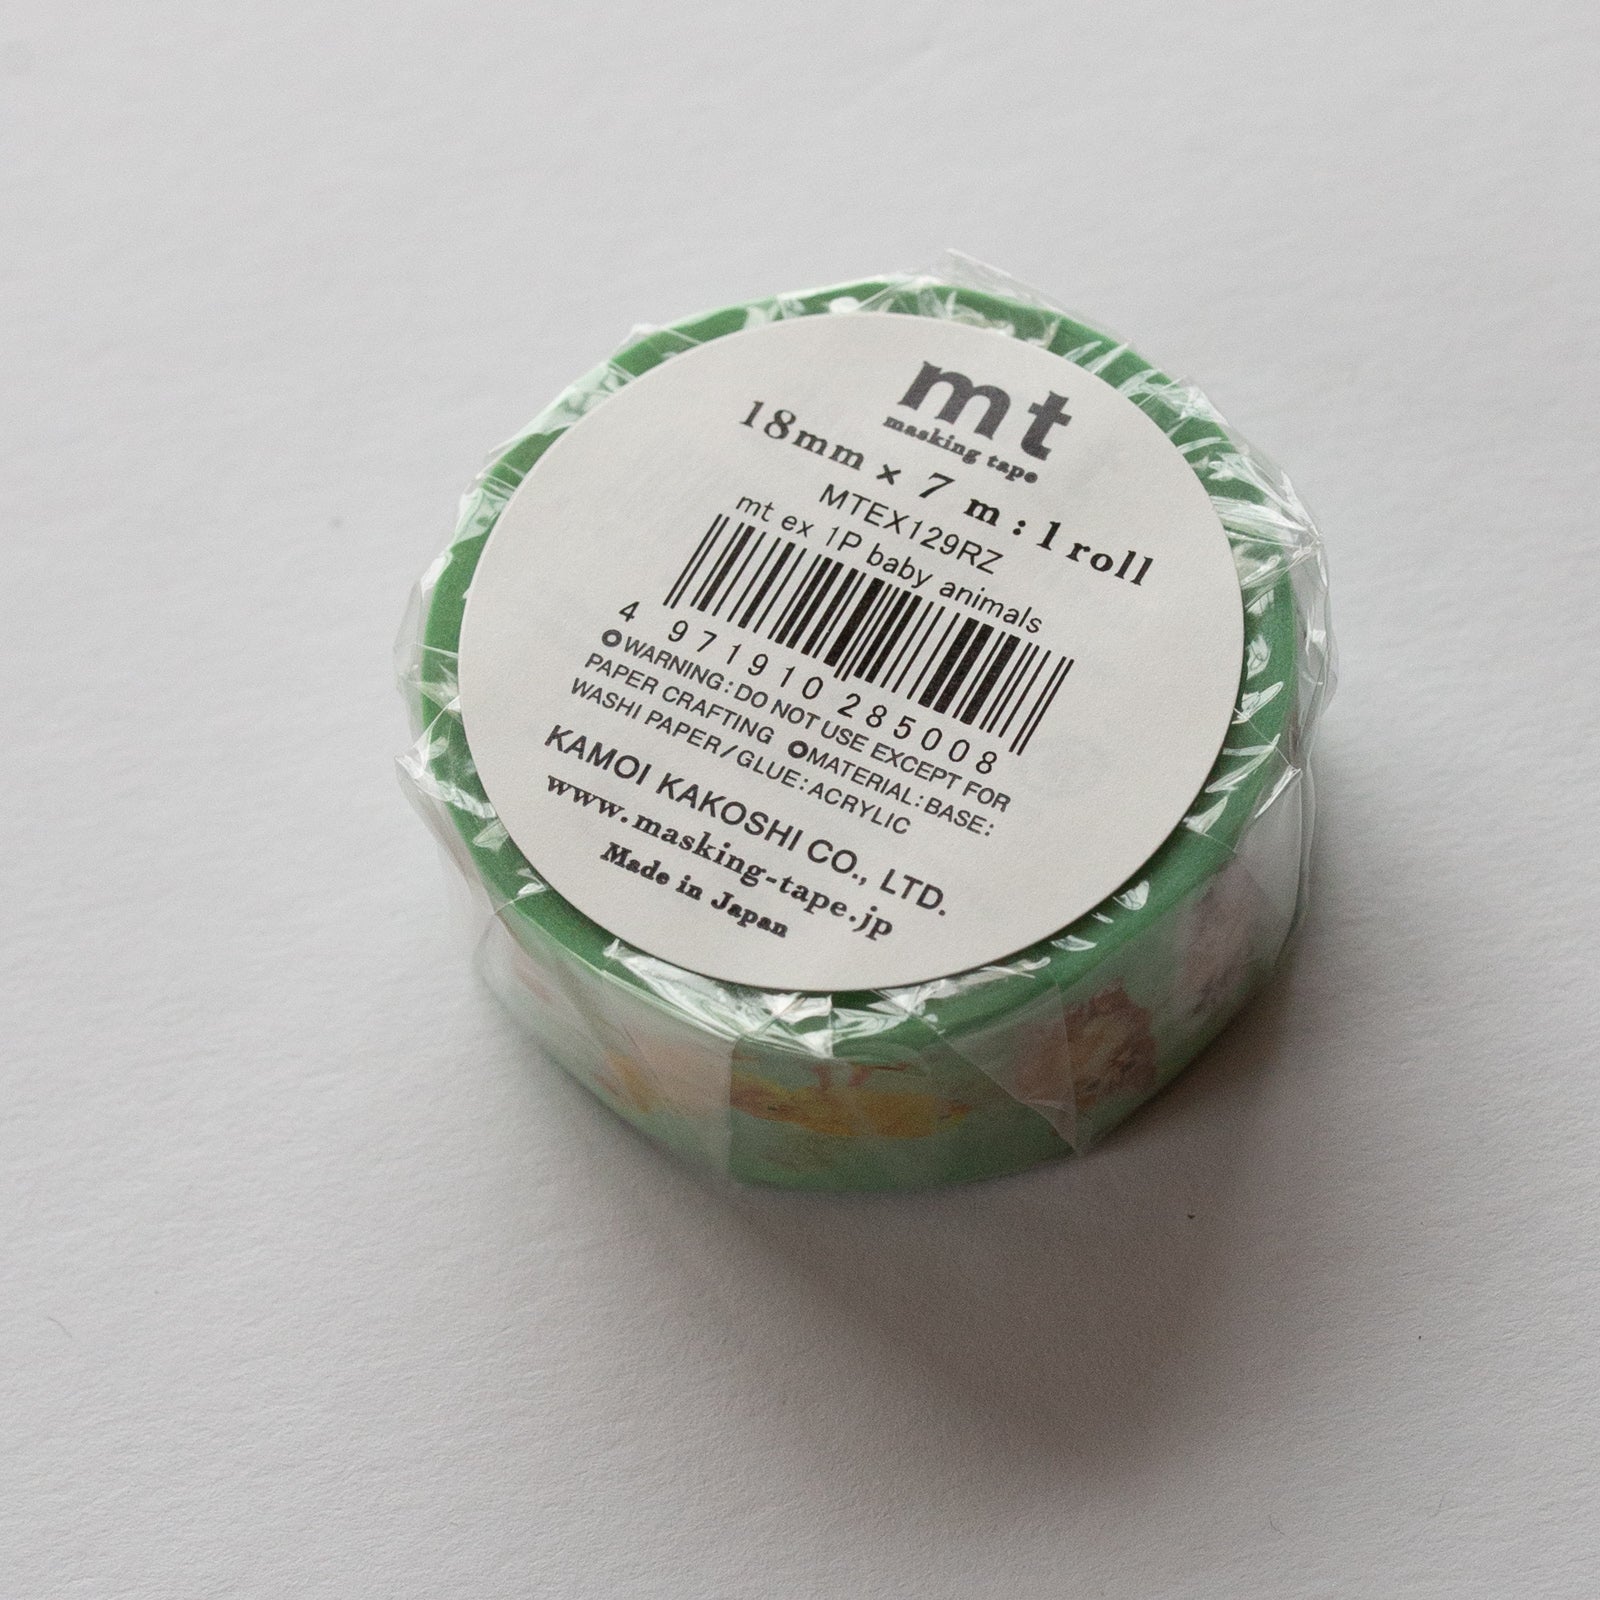 mt
masking tape
18mm × 7 m : 1 roll
MTEX129RZ
mt ex 1P baby animals
4 971910 285008
WARNING: DO NOT USE EXCEPT FOR
PAPER CRAFTING MATERIAL: BASE:
WASHI PAPER/GLUE: ACRYLIC
KAMOI KAKOSHI CO., LTD.
www.masking-tape.jp
Made in Japan